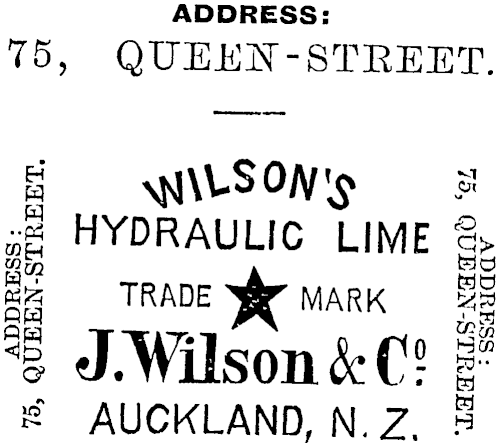 ADDRESS:
75, QUEEN-STREET.
ADDRESS:
75, QUEEN-STREET.
WILSON'S
HYDRAULIC LIME
TRADE MARK
J. Wilson & Co.
AUCKLAND, N. Z.
ADDRESS:
75, QUEEN-STREET.